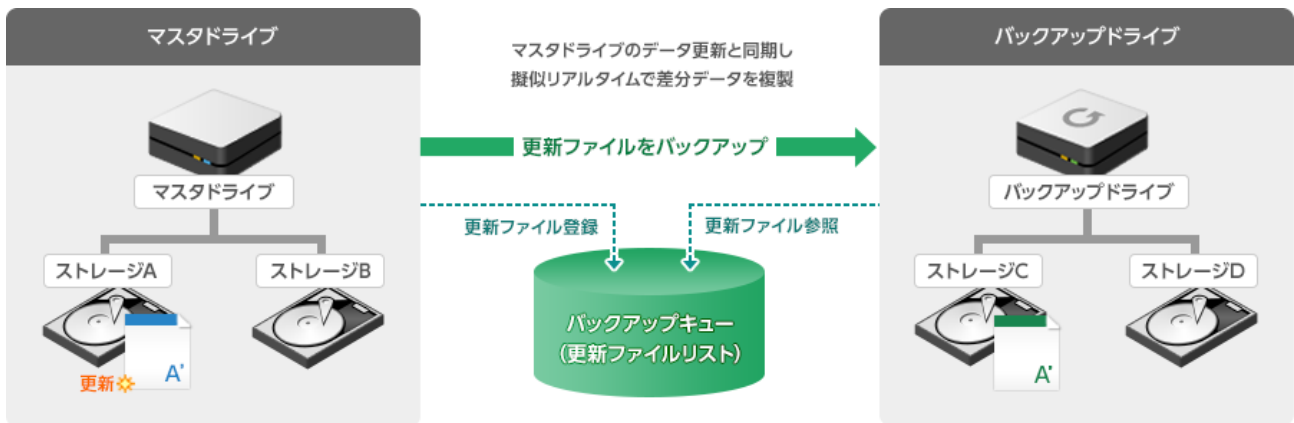 マスタドライブ
マスタドライブのデータ更新と同期し
擬似リアルタイムで差分データを複製
バックアップドライブ
更新ファイルをバックアップ
マスタドライブ
バックアップドライブ
更新ファイル登録
更新ファイル参照
ストレージA
ストレージB
ストレージC
ストレージD
バックアップキュー
(更新ファイルリスト)
更新
A'
A'